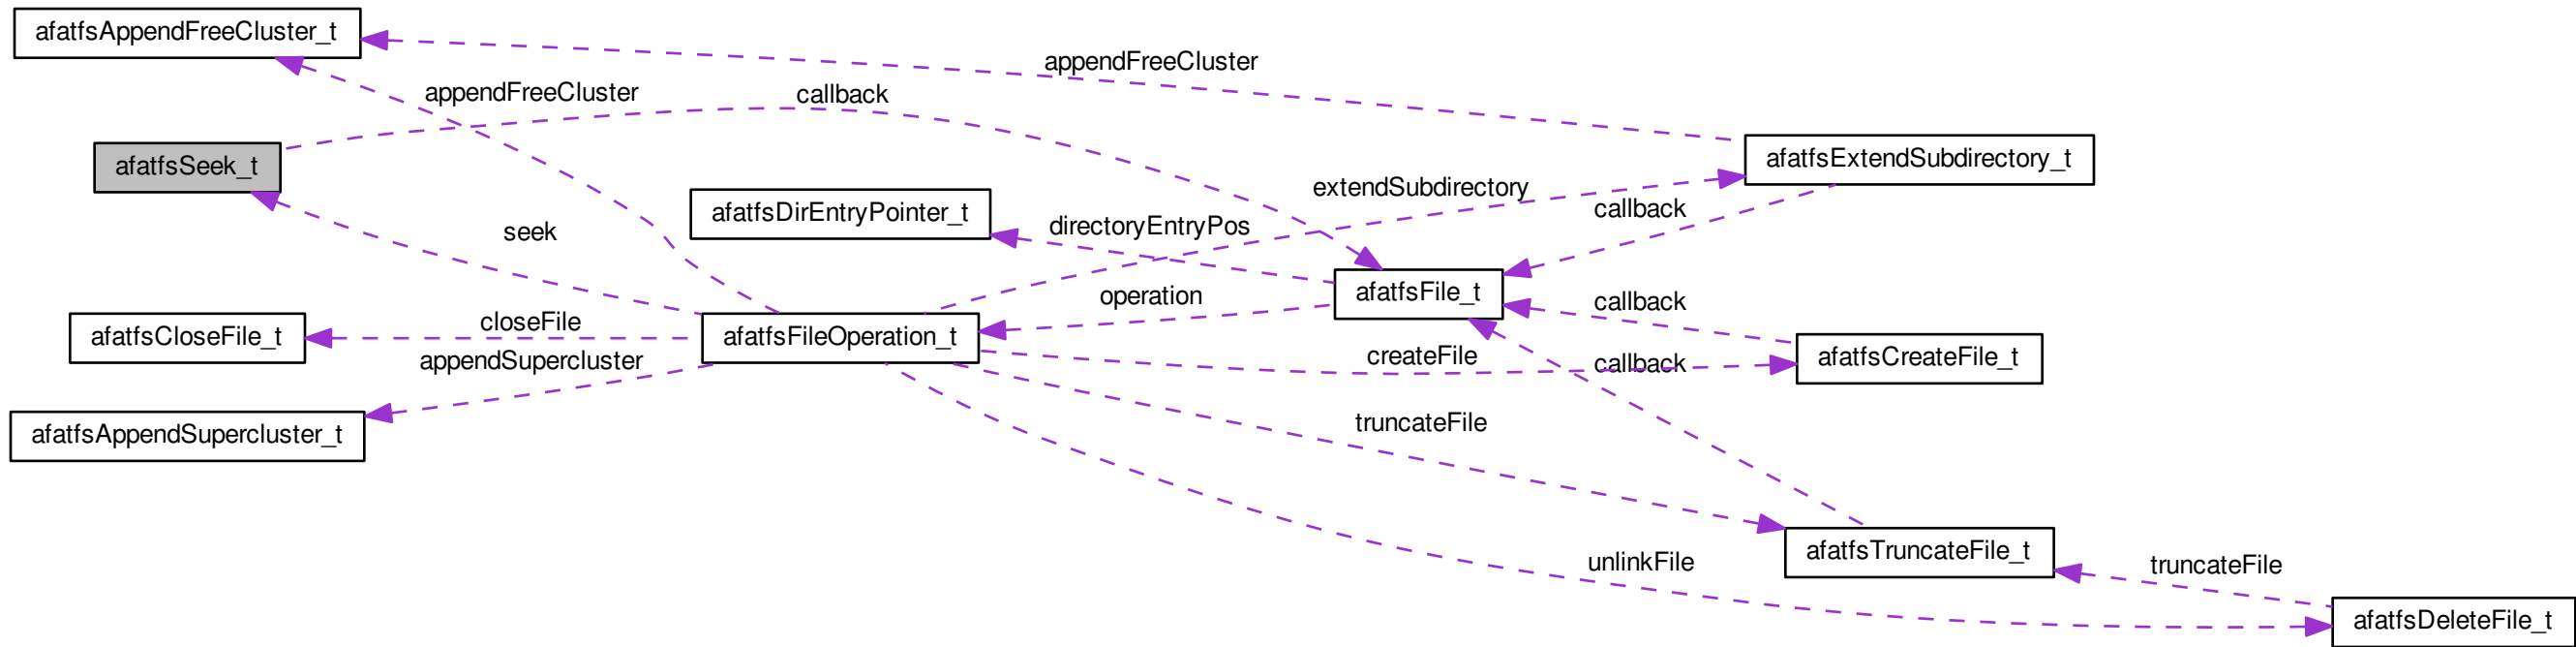 afatfsAppendFreeCluster_t
appendFreeCluster
appendFreeCluster
callback
afatfsSeek_t
afatfsExtendSubdirectory_t
extendSubdirectory
afatfsDirEntryPointer_t
callback
directoryEntryPos
seek
afatfsFile_t
operation
callback
closeFile
afatfsCloseFile_t
afatfsFileOperation_t
appendSupercluster
createFile
callback
afatfsCreateFile_t
truncateFile
afatfsAppendSupercluster_t
afatfsTruncateFile_t
unlinkFile
truncateFile
afatfsDeleteFile_t